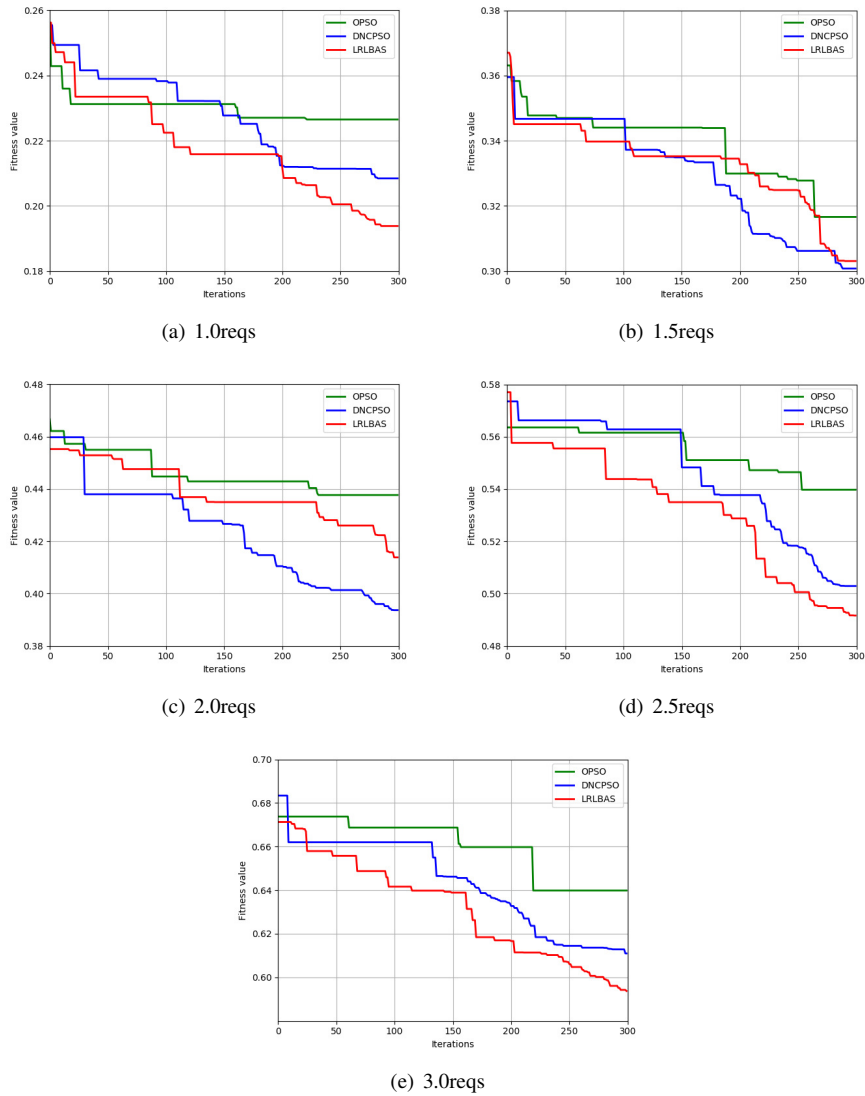 0.26
0.24
0.22
0.20
0.18
Fitness value
0 50 100 150 200 250 300
Iterations
OPSO
DNCPSO
LRLBAS
(a) 1.0reqs
0.38
0.36
0.34
0.32
0.30
Fitness value
0 50 100 150 200 250 300
Iterations
OPSO
DNCPSO
LRLBAS
(b) 1.5reqs
0.48
0.46
0.44
0.42
0.40
0.38
Fitness value
0 50 100 150 200 250 300
Iterations
OPSO
DNCPSO
LRLBAS
(c) 2.0reqs
0.58
0.56
0.54
0.52
0.50
0.48
Fitness value
0 50 100 150 200 250 300
Iterations
OPSO
DNCPSO
LRLBAS
(d) 2.5reqs
0.70
0.68
0.66
0.64
0.62
0.60
Fitness value
0 50 100 150 200 250 300
Iterations
OPSO
DNCPSO
LRLBAS
(e) 3.0reqs